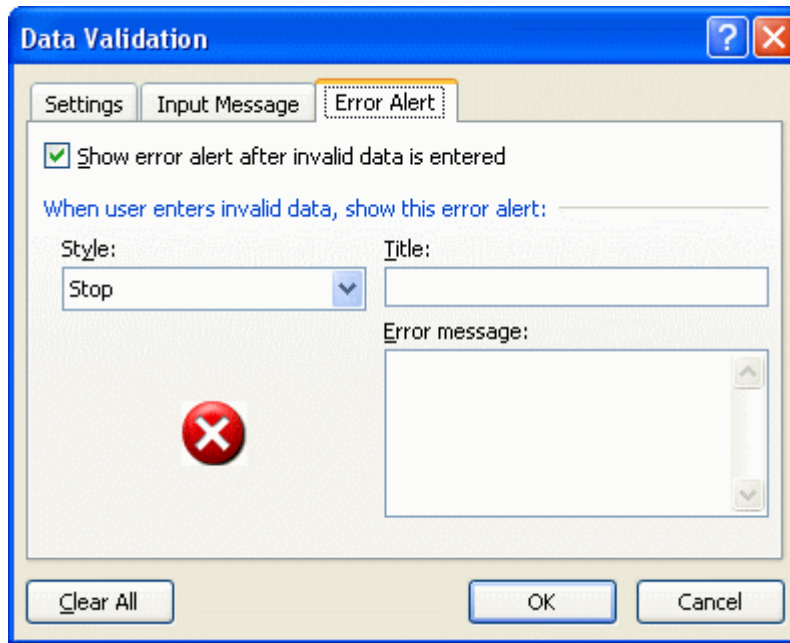 Data Validation
Settings Input Message Error Alert
Show error alert after invalid data is entered
When user enters invalid data, show this error alert:
Style: Title:
Stop
Error message:
Clear All OK Cancel